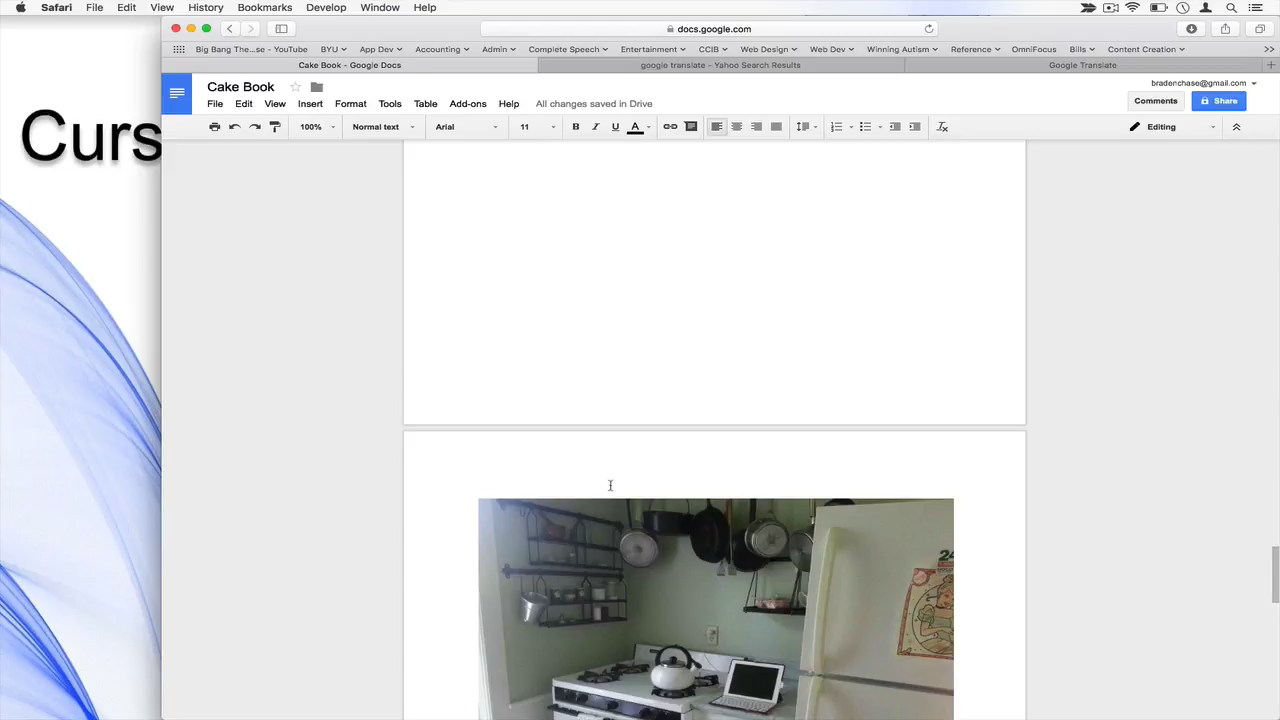 Safari File Edit View History Bookmarks Develop Window Help
docs.google.com
Big Bang The...se - YouTube BYU App Dev Accounting Admin Complete Speech Entertainment CCIB Web Design Web Dev Winning Autism Reference OmniFocus Bills Content Creation
Cake Book - Google Docs google translate - Yahoo Search Results Google Translate
Cake Book bradenchase@gmail.com
File Edit View Insert Format Tools Table Add-ons Help All changes saved in Drive Comments Share
100% Normal text Arial 11 B I U A Editing
Curs
24